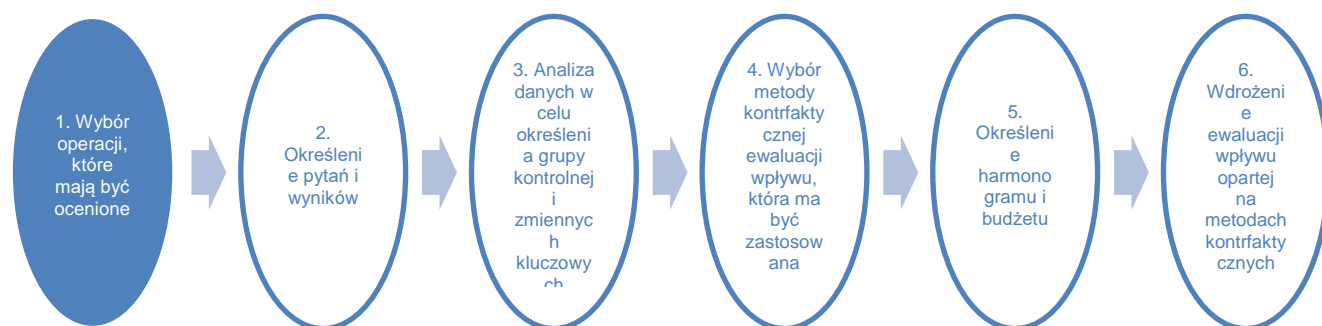 1. Wybór
operacji,
które
mają być
ocenione
2.
Określeni
e pytań i
wyników
3. Analiza
danych w
celu
określeni
a grupy
kontrolnej
i
zmiennyc
h
kluczowy
ch
4. Wybór
metody
kontrfakty
cznej
ewaluacji
wpływu,
która ma
być
zastosow
ana
5.
Określeni
e
harmono
gramu i
budżetu
6.
Wdrożeni
e
ewaluacji
wpływu
opartej
na
metodach
kontrfakty
cznych